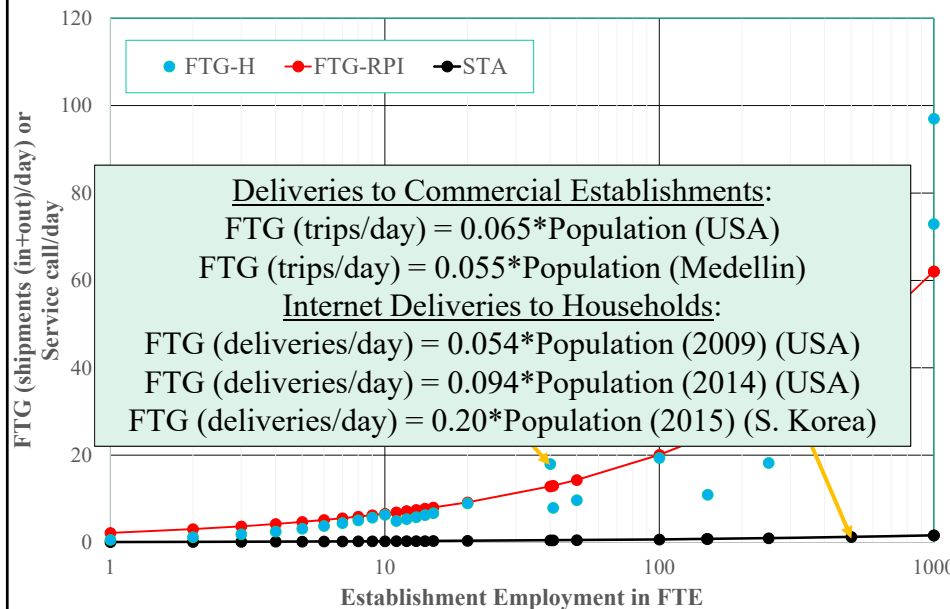 120
FTG-H FTG-RPI STA
100
80
60
40
20
0
FTG (shipments (in+out)/day) or
Service call/day
Deliveries to Commercial Establishments:
FTG (trips/day) = 0.065*Population (USA)
FTG (trips/day) = 0.055*Population (Medellin)
Internet Deliveries to Households:
FTG (deliveries/day) = 0.054*Population (2009) (USA)
FTG (deliveries/day) = 0.094*Population (2014) (USA)
FTG (deliveries/day) = 0.20*Population (2015) (S. Korea)
1 10 100 1000
Establishment Employment in FTE